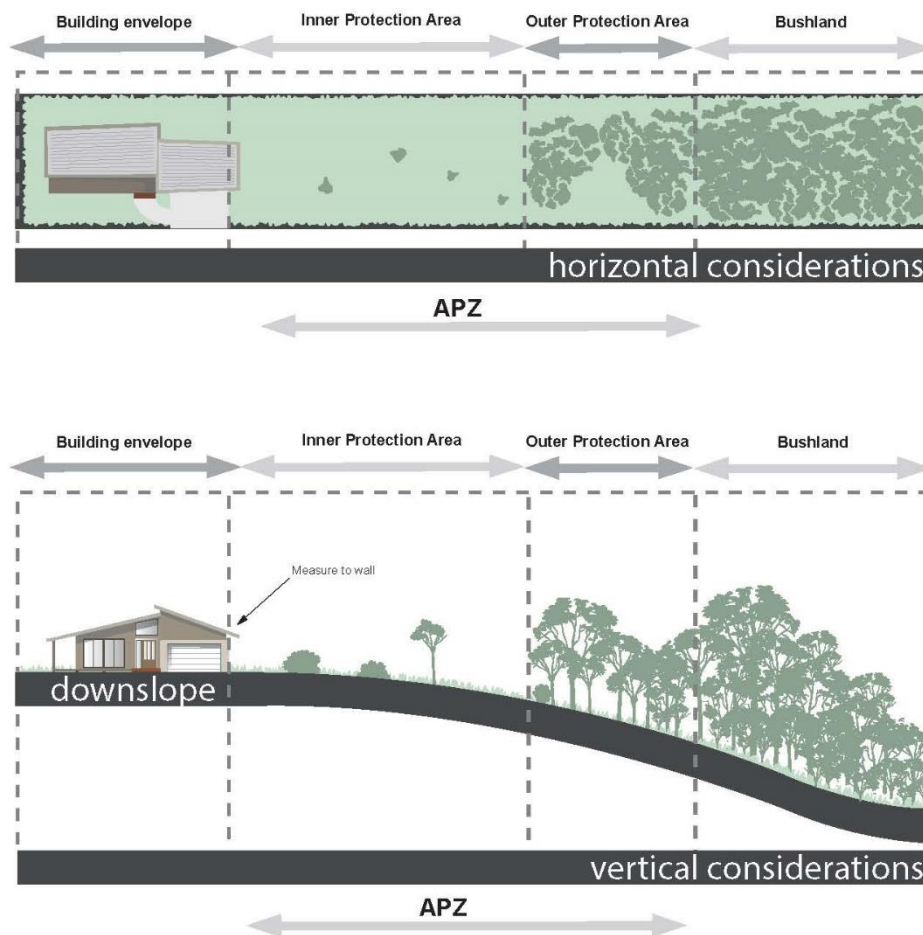 Building envelope Inner Protection Area Outer Protection Area Bushland
horizontal considerations
APZ
Building envelope Inner Protection Area Outer Protection Area Bushland
Measure to wall
downslope
vertical considerations
APZ